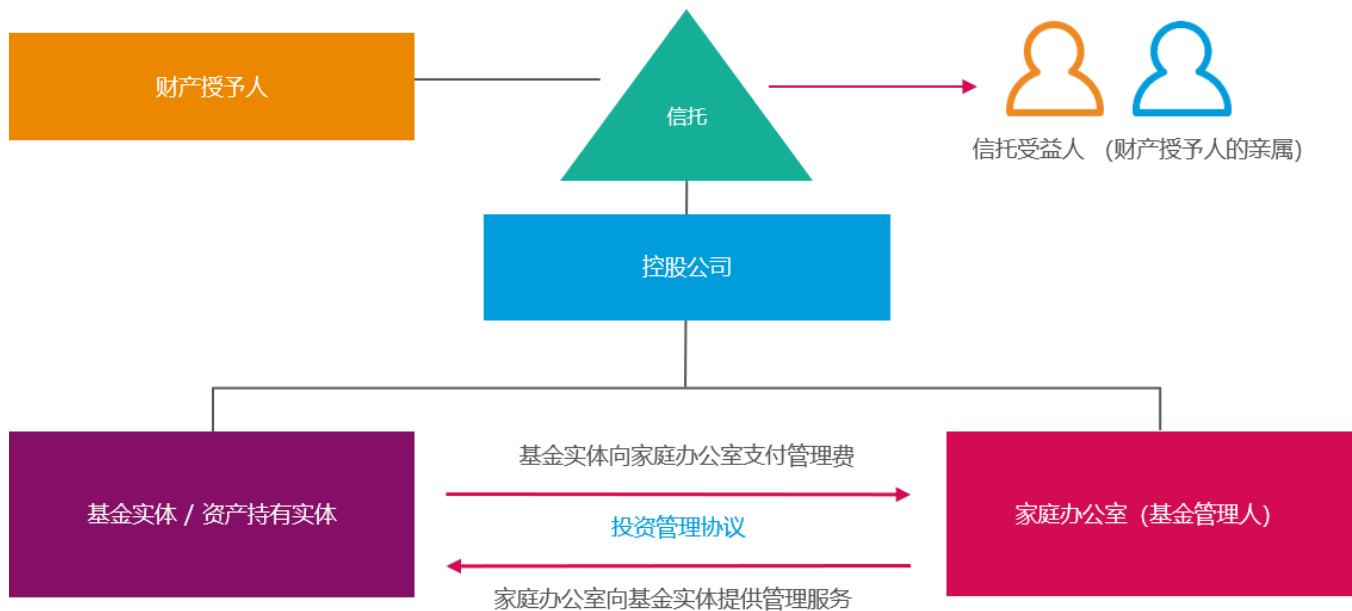 财产授予人
信托
信托受益人 (财产授予人的亲属)
控股公司
基金实体向家庭办公室支付管理费
基金实体 / 资产持有实体
投资管理协议
家庭办公室 (基金管理人)
家庭办公室向基金实体提供管理服务